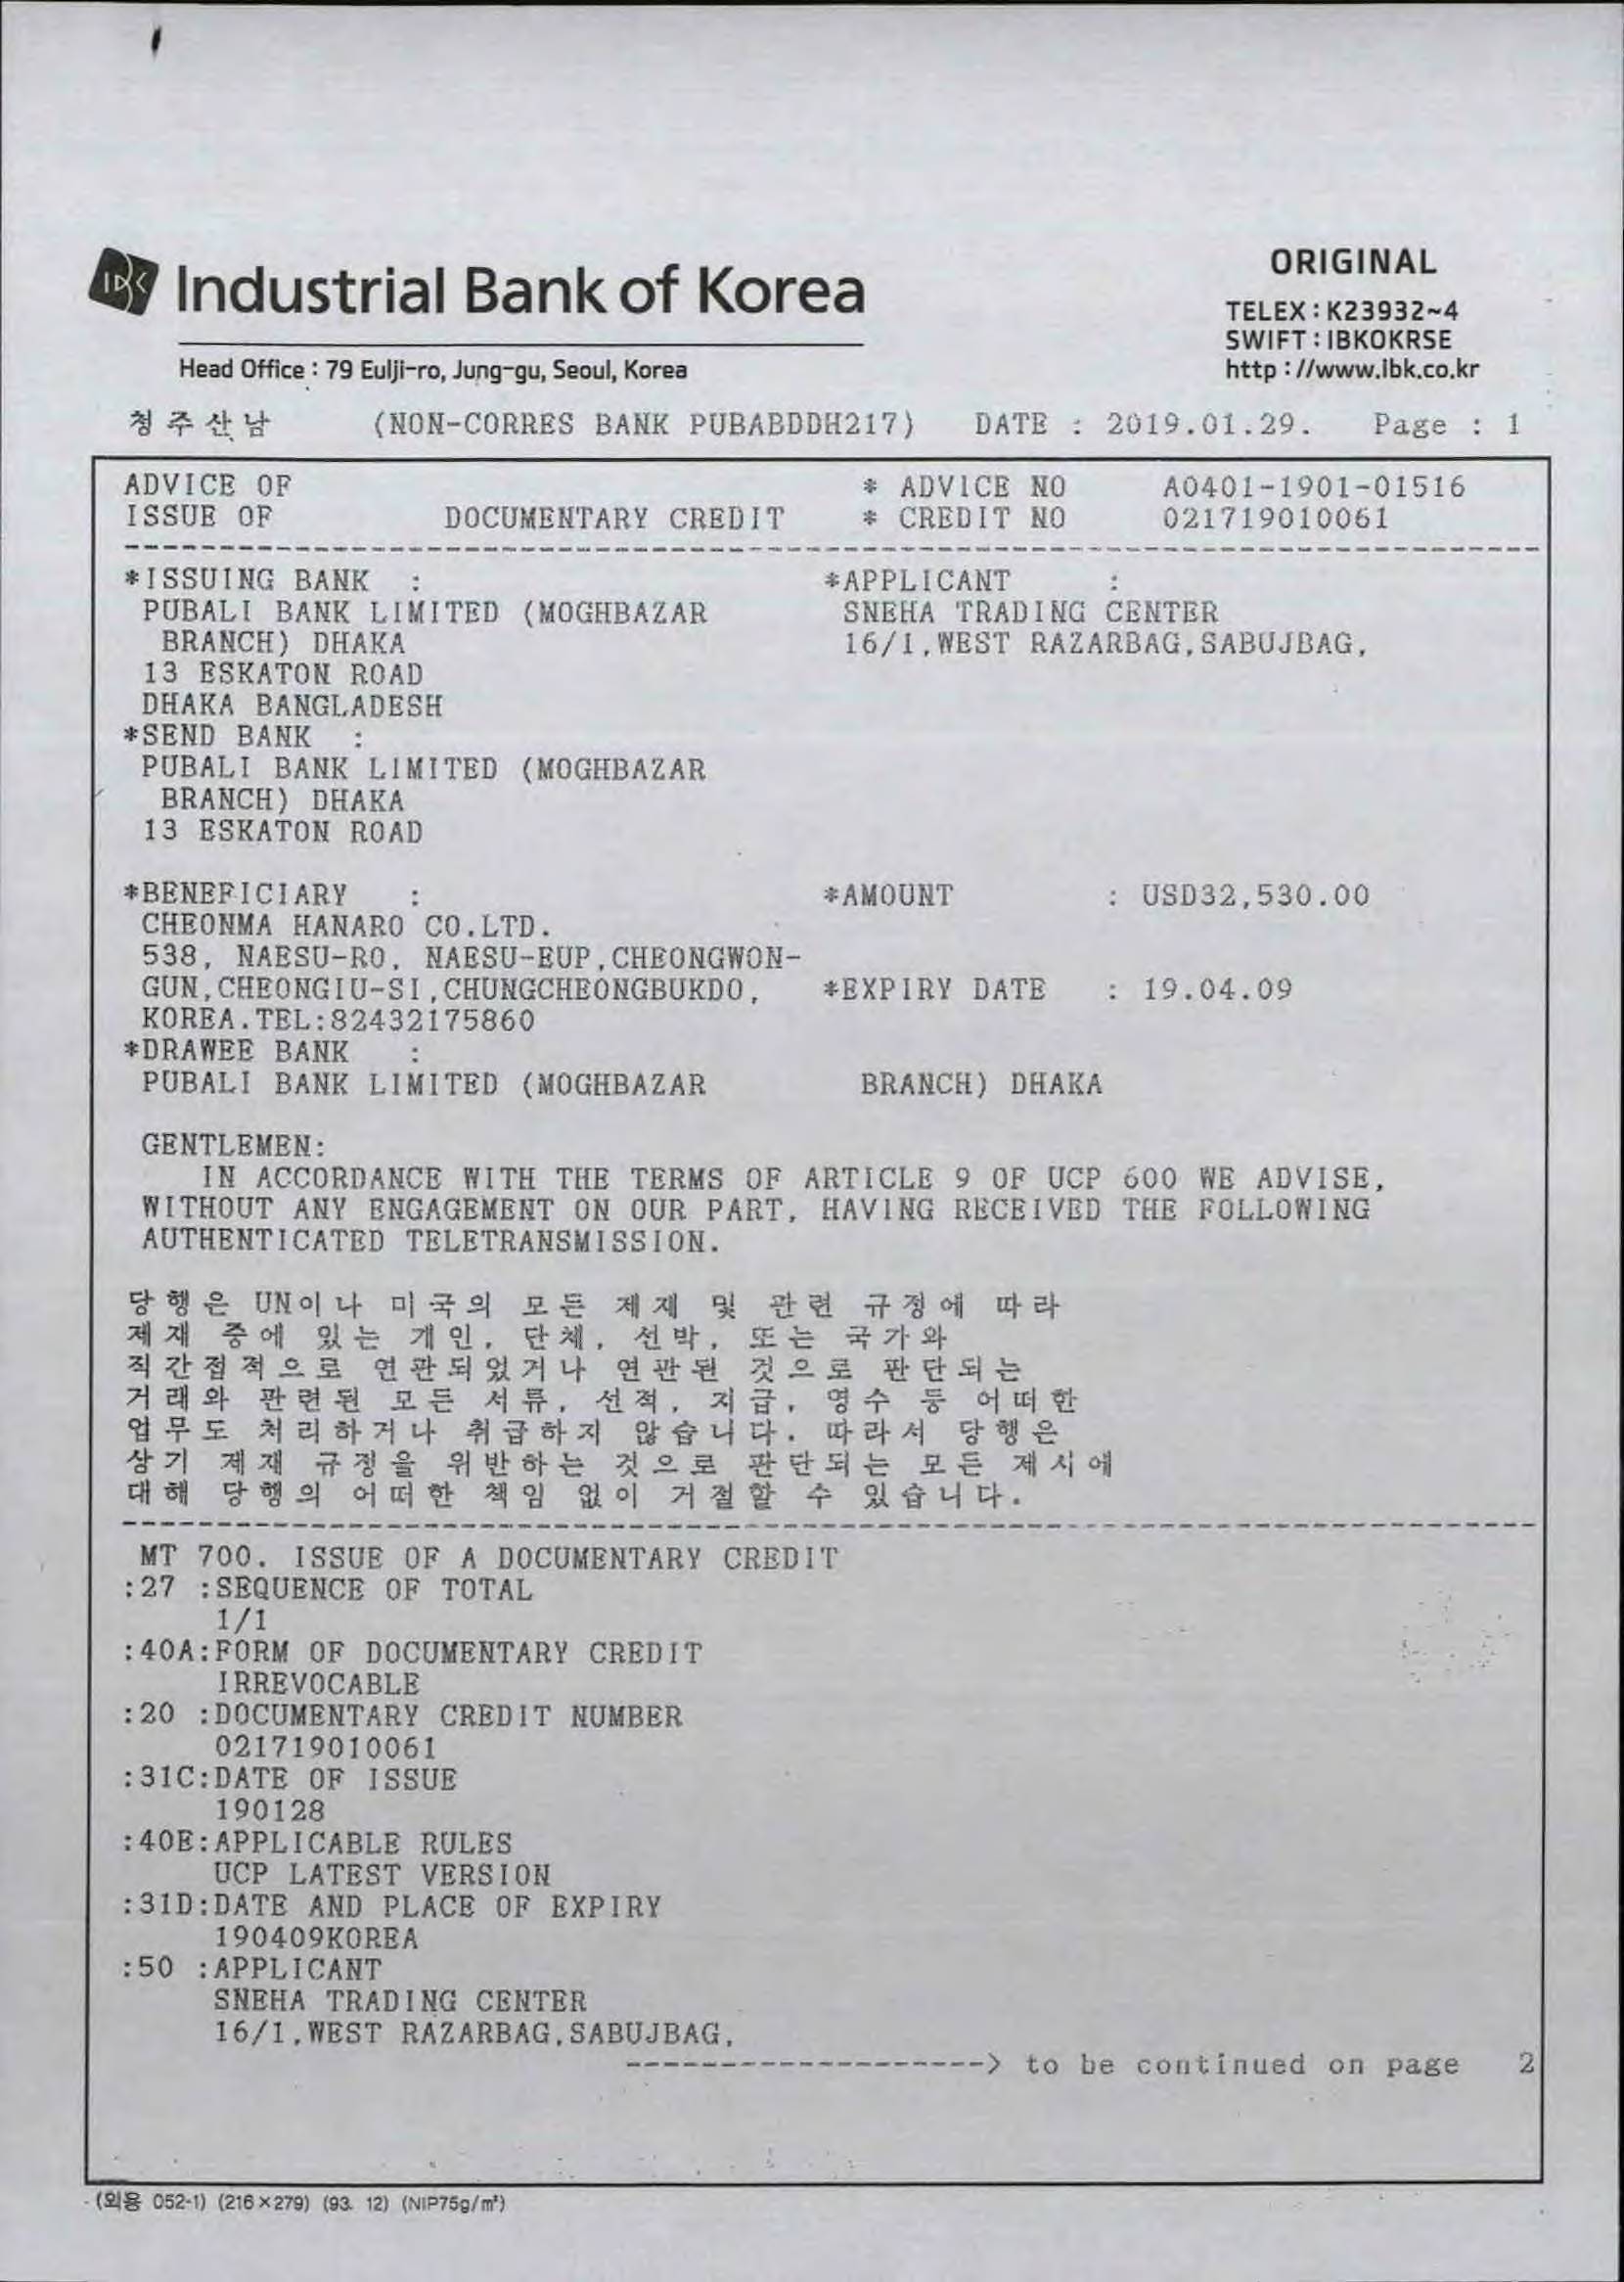 IBK Industrial Bank of Korea
ORIGINAL
TELEX : K23932~4
SWIFT : IBKOKRSE
Head Office : 79 Eulji-ro, Jung-gu, Seoul, Korea
http : //www.ibk.co.kr
청주산남 (NON-CORRES BANK PUBABDDH217) DATE : 2019.01.29. Page : 1
ADVICE OF * ADVICE NO A0401-1901-01516
ISSUE OF DOCUMENTARY CREDIT * CREDIT NO 021719010061
*ISSUING BANK : *APPLICANT :
PUBALI BANK LIMITED (MOGHBAZAR SNEHA TRADING CENTER
BRANCH) DHAKA 16/1,WEST RAZARBAG,SABUJBAG,
13 ESKATON ROAD
DHAKA BANGLADESH
*SEND BANK :
PUBALI BANK LIMITED (MOGHBAZAR
BRANCH) DHAKA
13 ESKATON ROAD
*BENEFICIARY : *AMOUNT : USD32,530.00
CHEONMA HANARO CO.LTD.
538, NAESU-RO, NAESU-EUP,CHEONGWON-
GUN,CHEONGIU-SI,CHUNGCHEONGBUKDO, *EXPIRY DATE : 19.04.09
KOREA.TEL:82432175860
*DRAWEE BANK :
PUBALI BANK LIMITED (MOGHBAZAR BRANCH) DHAKA
GENTLEMEN:
IN ACCORDANCE WITH THE TERMS OF ARTICLE 9 OF UCP 600 WE ADVISE,
WITHOUT ANY ENGAGEMENT ON OUR PART, HAVING RECEIVED THE FOLLOWING
AUTHENTICATED TELETRANSMISSION.
당행은 UN이나 미국의 모든 제재 및 관련 규정에 따라
제재 중에 있는 개인, 단체, 선박, 또는 국가와
직간접적으로 연관되었거나 연관된 것으로 판단되는
거래와 관련된 모든 서류, 선적, 지급, 영수 등 어떠한
업무도 처리하거나 취급하지 않습니다. 따라서 당행은
상기 제재 규정을 위반하는 것으로 판단되는 모든 제시에
대해 당행의 어떠한 책임 없이 거절할 수 있습니다.
MT 700. ISSUE OF A DOCUMENTARY CREDIT
:27 :SEQUENCE OF TOTAL
1/1
:40A:FORM OF DOCUMENTARY CREDIT
IRREVOCABLE
:20 :DOCUMENTARY CREDIT NUMBER
021719010061
:31C:DATE OF ISSUE
190128
:40E:APPLICABLE RULES
UCP LATEST VERSION
:31D:DATE AND PLACE OF EXPIRY
190409KOREA
:50 :APPLICANT
SNEHA TRADING CENTER
16/1,WEST RAZARBAG,SABUJBAG,
-------------------> to be continued on page 2
(외용 052-1) (216×279) (93. 12) (NIP75g/㎡)